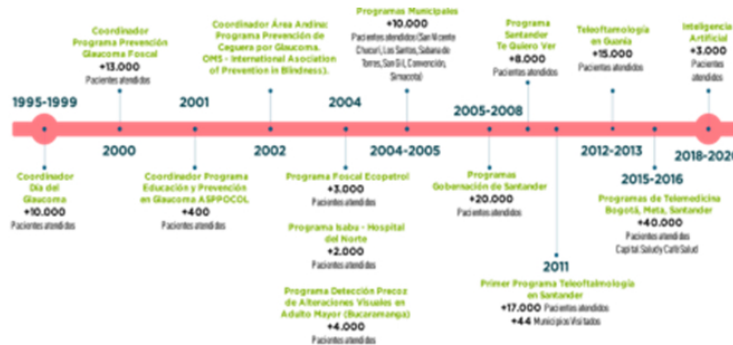 Coordinador
Programa Prevención
Glaucoma Foscal
+13.000
Pacientes atendidos
Coordinador Área Andina:
Programa Prevención de
Ceguera por Glaucoma.
OMS - International Asociation
of Prevention in Blindness).
Programas Municipales
+10.000
Pacientes atendidos (San Vicente
Chucurí, Los Santos, Sabana de
Torres, San Gil, Convención,
Simacota)
Programa
Santander
Te Quiero Ver
+8.000
Pacientes atendidos
Teleoftamología
en Guanía
+15.000
Pacientes atendidos
Inteligencia
Artificial
+3.000
Pacientes
atendidos
1995-1999
2001
2004
2005-2008
2000
2002
2004-2005
2012-2013
2018-2020
2015-2016
Coordinador
Día del
Glaucoma
+10.000
Pacientes atendidos
Coordinador Programa
Educación y Prevención
en Glaucoma ASPPOCOL
+400
Pacientes atendidos
Programa Foscal Ecopetrol
+3.000
Pacientes atendidos
Programa Isabu - Hospital
del Norte
+2.000
Pacientes atendidos
Programa Detección Precoz
de Alteraciones Visuales en
Adulto Mayor (Bucaramanga)
+4.000
Pacientes atendidos
Programas
Gobernación de Santander
+20.000
Pacientes atendidos
2011
Primer Programa Teleoftalmología
en Santander
+17.000 Pacientes atendidos
+44 Municipios Visitados
Programas de Telemedicina
Bogotá, Meta, Santander
+40.000
Pacientes atendidos
Capital Salud y Café Salud